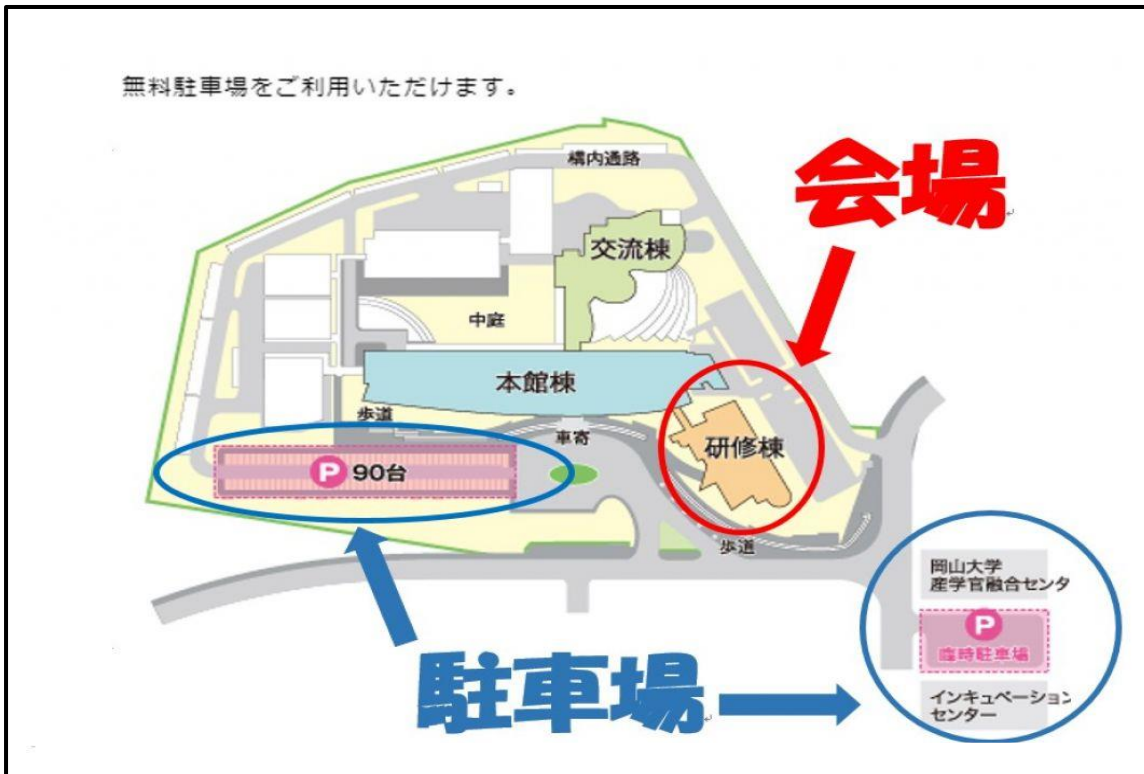 無料駐車場をご利用いただけます。
構内通路
会場
交流棟
中庭
本館棟
歩道
車寄
研修棟
P 90台
歩道
岡山大学
産学官融合センタ
P
臨時駐車場
駐車場
インキュベーション
センター